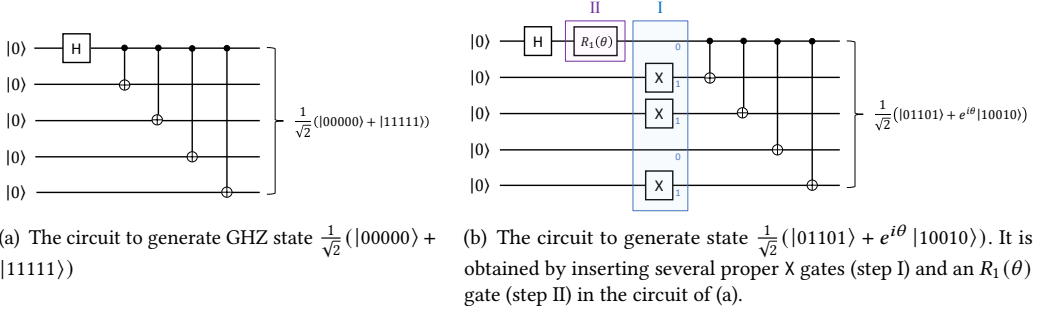 II I
|0⟩ H |0⟩ H R₁(θ) 0
|0⟩ |0⟩ X 1
|0⟩ 1/√2(|00000⟩ + |11111⟩) |0⟩ X 1 1/√2(|01101⟩ + e^{iθ}|10010⟩)
|0⟩ |0⟩ 0
|0⟩ |0⟩ X 1
(a) The circuit to generate GHZ state 1/√2(|00000⟩ +
|11111⟩)
(b) The circuit to generate state 1/√2(|01101⟩ + e^{iθ} |10010⟩). It is
obtained by inserting several proper X gates (step I) and an R₁(θ)
gate (step II) in the circuit of (a).